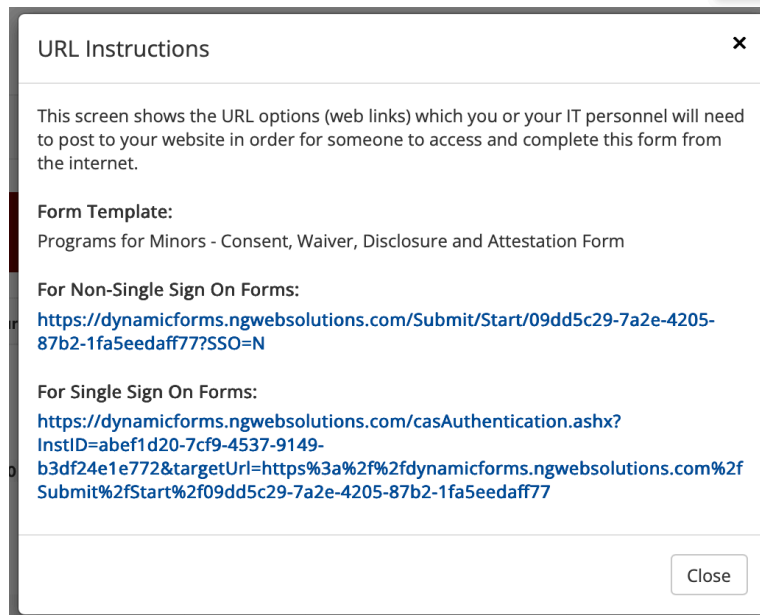 URL Instructions
×
This screen shows the URL options (web links) which you or your IT personnel will need
to post to your website in order for someone to access and complete this form from
the internet.
Form Template:
Programs for Minors - Consent, Waiver, Disclosure and Attestation Form
For Non-Single Sign On Forms:
https://dynamicforms.ngwebsolutions.com/Submit/Start/09dd5c29-7a2e-4205-
87b2-1fa5eedaff77?SSO=N
For Single Sign On Forms:
https://dynamicforms.ngwebsolutions.com/casAuthentication.ashx?
InstID=abef1d20-7cf9-4537-9149-
b3df24e1e772&targetUrl=https%3a%2f%2fdynamicforms.ngwebsolutions.com%2f
Submit%2fStart%2f09dd5c29-7a2e-4205-87b2-1fa5eedaff77
Close